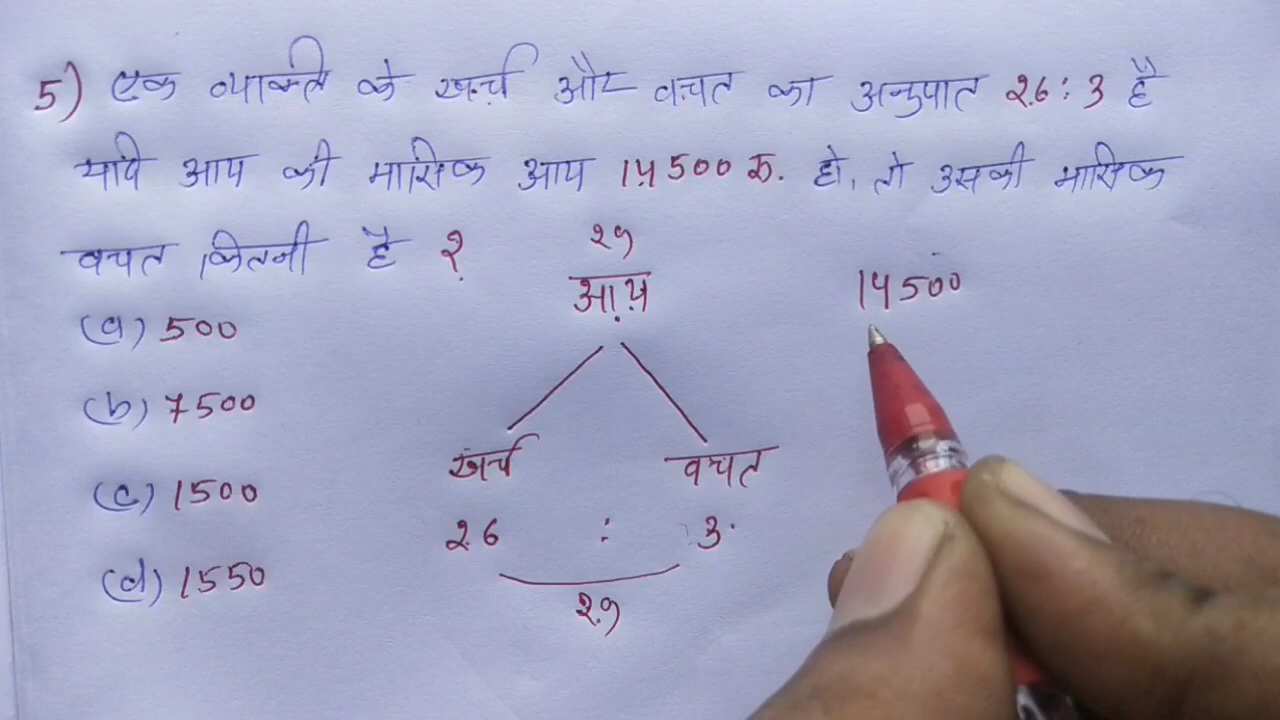 5) एक व्यक्ति के खर्च और बचत का अनुपात 26:3 है
यदि आप की मासिक आय 14500 रु. हो, तो उसकी मासिक
बचत कितनी है ?
29
आय
14500
(a) 500
(b) 7500
(c) 1500
(d) 1550
खर्च बचत
26 : 3
29